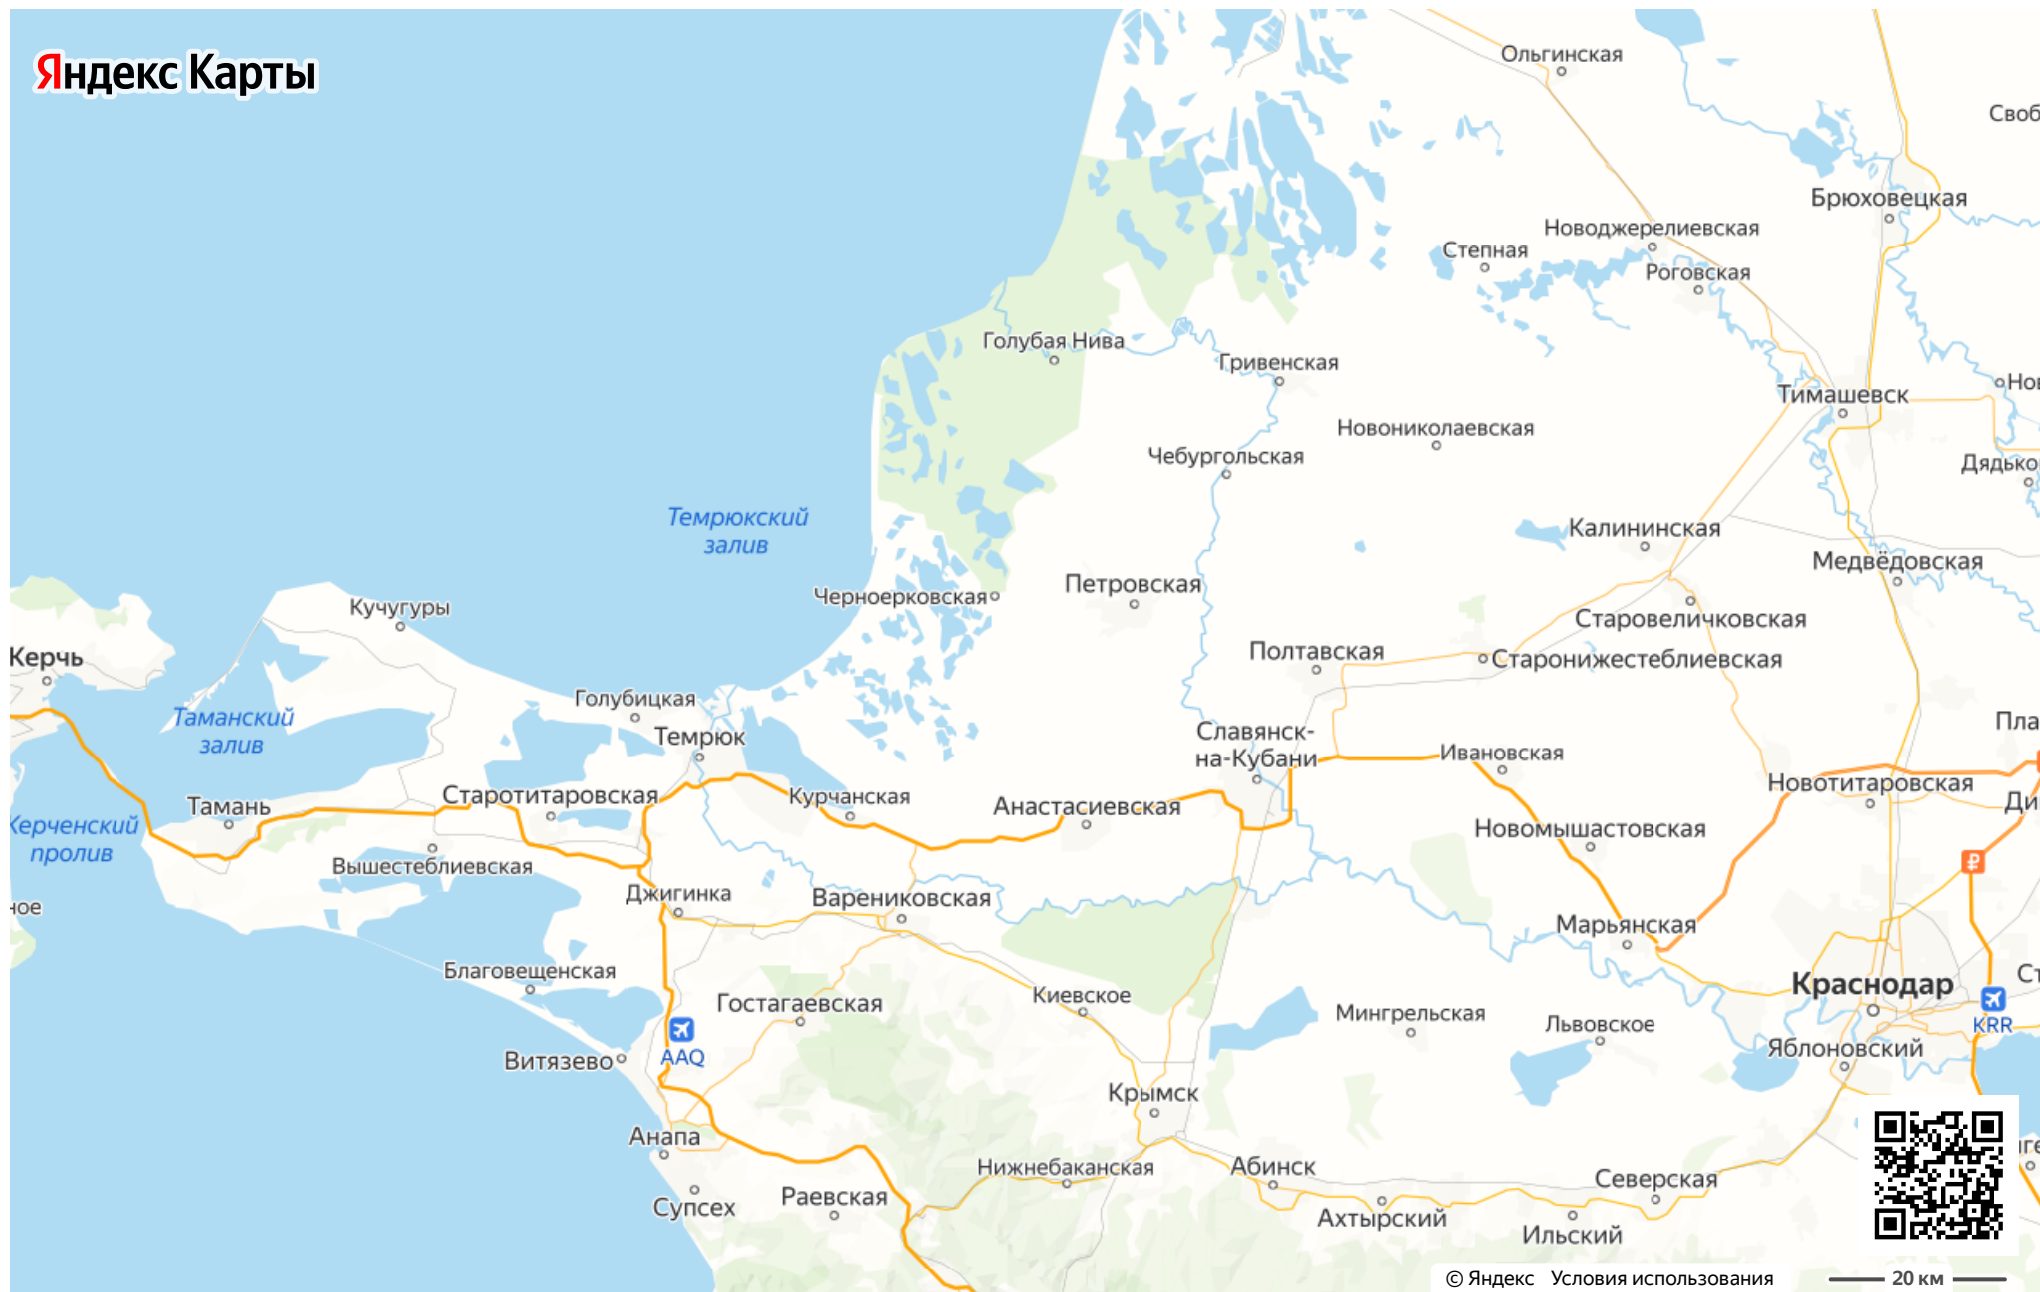 Яндекс Карты
Ольгинская
Брюховецкая
Новоджерелиевская
Степная
Роговская
Голубая Нива
Гривенская
Тимашевск
Новониколаевская
Чебургольская
Темрюкский
залив
Калининская
Медвёдовская
Петровская
Черноерковская
Кучугуры
Старовеличковская
Керчь
Полтавская
Старонижестеблиевская
Голубицкая
Таманский
залив
Темрюк
Славянск-
на-Кубани
Ивановская
Новотитаровская
Старотитаровская
Курчанская
Анастасиевская
Тамань
Керченский
пролив
Новомышастовская
Вышестеблиевская
Джигинка
Варениковская
Марьянская
Благовещенская
Краснодар
Гостагаевская
Киевское
Мингрельская
Львовское
KRR
Витязево
AAQ
Яблоновский
Крымск
Анапа
Нижнебаканская
Абинск
Северская
Супсех
Раевская
Ахтырский
Ильский
© Яндекс Условия использования
20 км